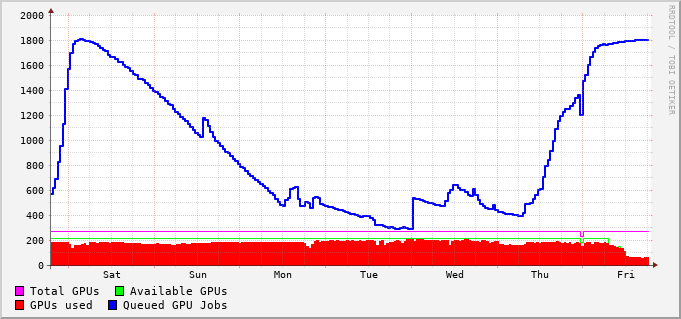 RRDTOOL / TOBI OETIKER
2000
1800
1600
1400
1200
1000
800
600
400
200
0
Sat Sun Mon Tue Wed Thu Fri
Total GPUs Available GPUs
GPUs used Queued GPU Jobs